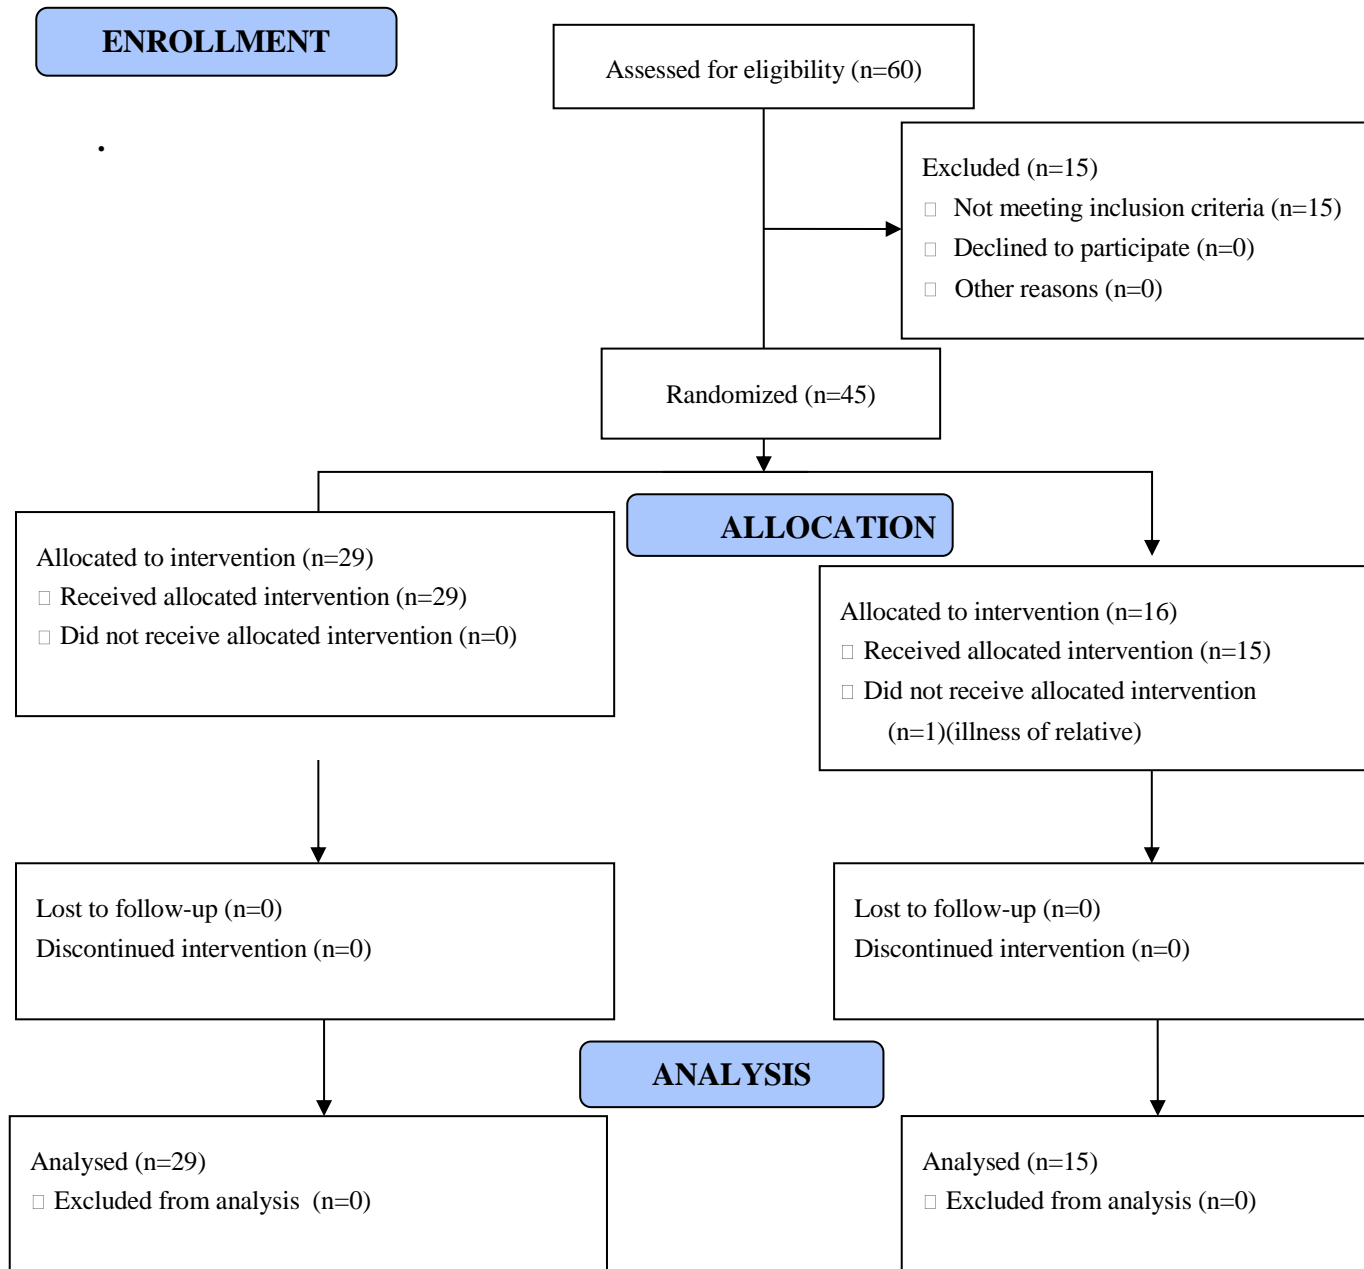 ENROLLMENT
Assessed for eligibility (n=60)
.
Excluded (n=15)
□ Not meeting inclusion criteria (n=15)
□ Declined to participate (n=0)
□ Other reasons (n=0)
Randomized (n=45)
ALLOCATION
Allocated to intervention (n=29)
□ Received allocated intervention (n=29)
□ Did not receive allocated intervention (n=0)
Allocated to intervention (n=16)
□ Received allocated intervention (n=15)
□ Did not receive allocated intervention
(n=1)(illness of relative)
Lost to follow-up (n=0)
Discontinued intervention (n=0)
Lost to follow-up (n=0)
Discontinued intervention (n=0)
ANALYSIS
Analysed (n=29)
□ Excluded from analysis  (n=0)
Analysed (n=15)
□ Excluded from analysis (n=0)